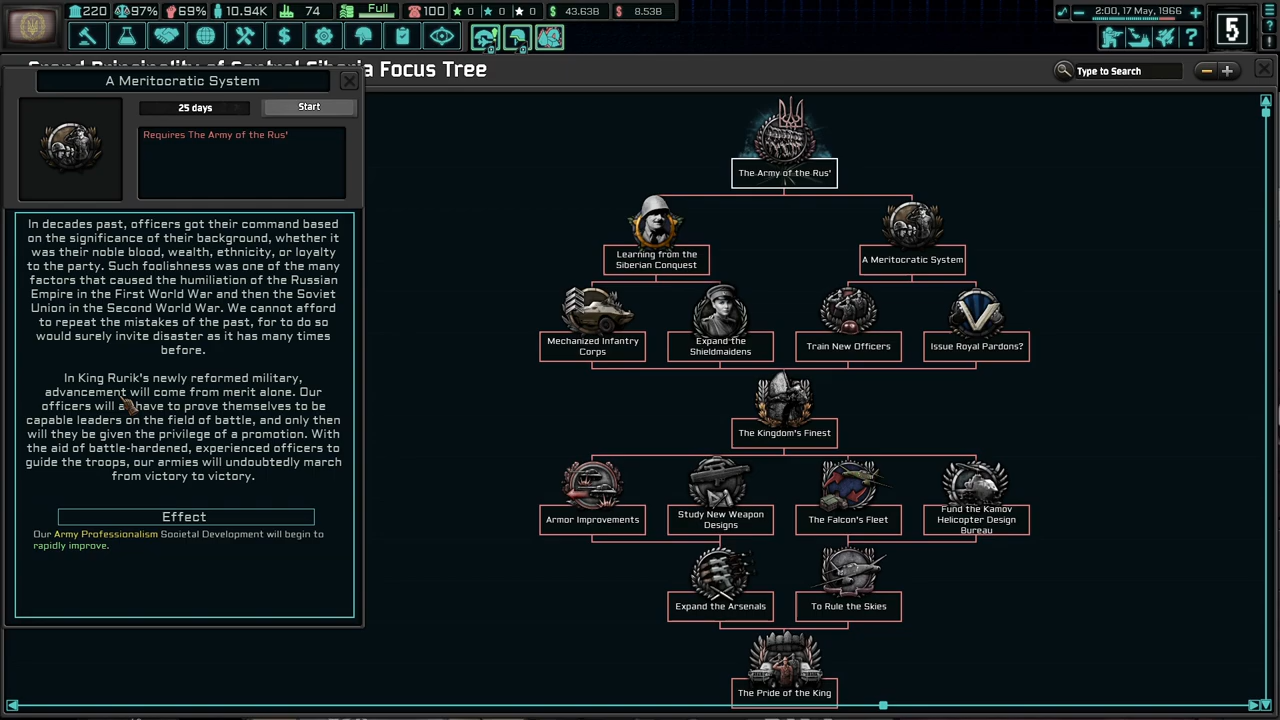 220 97% 69% 10.94K 74 Full 100 0 0 0 $ 43.63B $ 8.53B
2:00, 17 May, 1966
5
Focus Tree
A Meritocratic System
Type to Search
25 days
Start
Requires The Army of the Rus'
In decades past, officers got their command based
on the significance of their background, whether it
was their noble blood, wealth, ethnicity, or loyalty
to the party. Such foolishness was one of the many
factors that caused the humiliation of the Russian
Empire in the First World War and then the Soviet
Union in the Second World War. We cannot afford
to repeat the mistakes of the past, for to do so
would surely invite disaster as it has many times
before.
In King Rurik's newly reformed military,
advancement will come from merit alone. Our
officers will have to prove themselves to be
capable leaders on the field of battle, and only then
will they be given the privilege of a promotion. With
the aid of battle-hardened, experienced officers to
guide the troops, our armies will undoubtedly march
from victory to victory.
Effect
Our Army Professionalism Societal Development will begin to
rapidly improve.
The Army of the Rus'
Learning from the
Siberian Conquest
A Meritocratic System
Mechanized Infantry
Corps
Expand the
Shieldmaidens
Train New Officers
Issue Royal Pardons?
The Kingdom's Finest
Armor Improvements
Study New Weapon
Designs
The Falcon's Fleet
Fund the Kamov
Helicopter Design
Bureau
Expand the Arsenals
To Rule the Skies
The Pride of the King